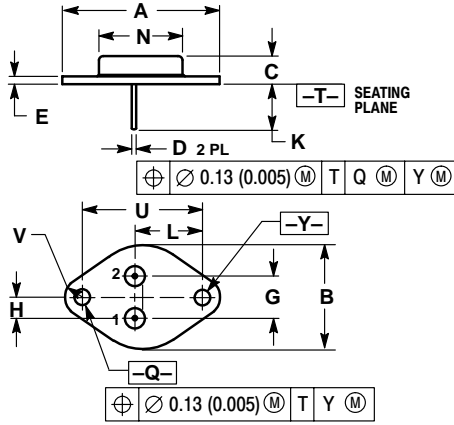 A
N
C
E
–T– SEATING PLANE
K
D 2 PL
⌖ ∅ 0.13 (0.005) Ⓜ T Q Ⓜ Y Ⓜ
U
V
L
–Y–
2
H
G
B
1
–Q–
⌖ ∅ 0.13 (0.005) Ⓜ T Y Ⓜ